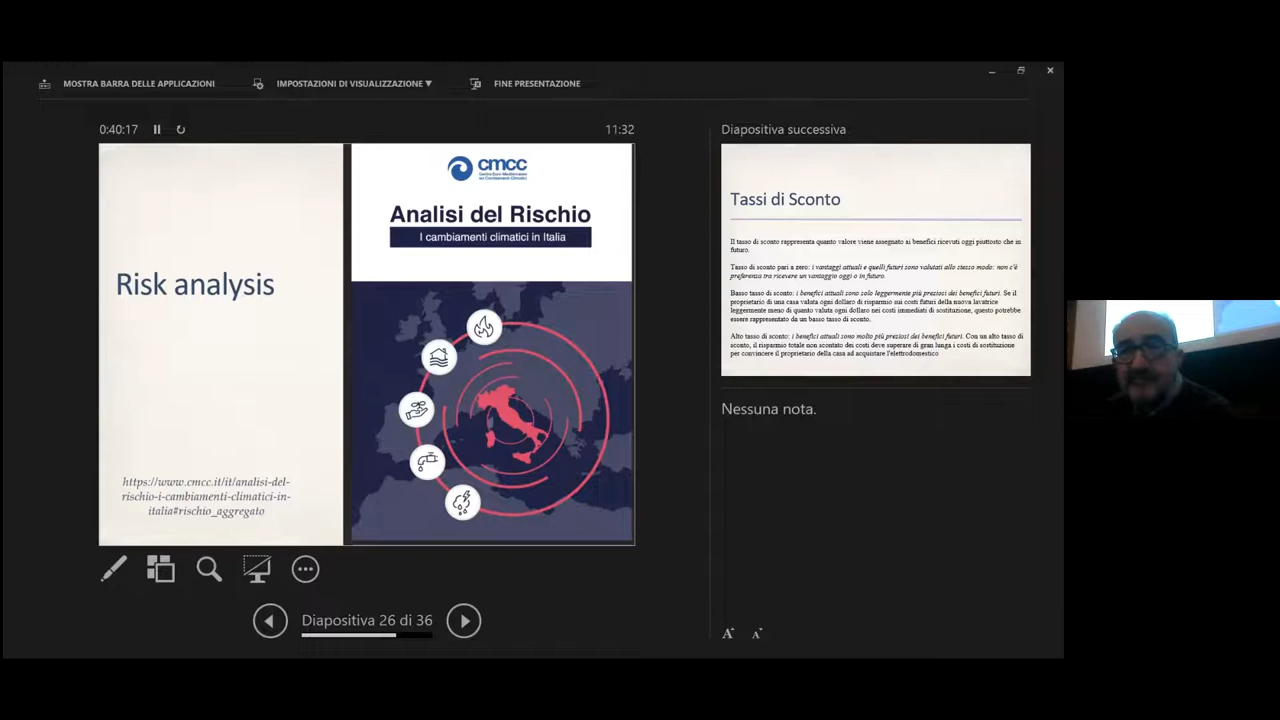 MOSTRA BARRA DELLE APPLICAZIONI
IMPOSTAZIONI DI VISUALIZZAZIONE ▼
FINE PRESENTAZIONE
0:40:17
11:32
Risk analysis
https://www.cmcc.it/it/analisi-del-
rischio-i-cambiamenti-climatici-in-
italia#rischio_aggregato
cmcc
Centro Euro-Mediterraneo
sui Cambiamenti Climatici
Analisi del Rischio
I cambiamenti climatici in Italia
Diapositiva 26 di 36
Diapositiva successiva
Tassi di Sconto
Il tasso di sconto rappresenta quanto valore viene assegnato ai benefici ricevuti oggi piuttosto che in
futuro.
Tasso di sconto pari a zero: i vantaggi attuali e quelli futuri sono valutati allo stesso modo: non c'è
preferenza tra ricevere un vantaggio oggi o in futuro.
Basso tasso di sconto: i benefici attuali sono solo leggermente più preziosi dei benefici futuri. Se il
proprietario di una casa valuta ogni dollaro di risparmio sui costi futuri della nuova lavatrice
leggermente meno di quanto valuta ogni dollaro nei costi immediati di sostituzione, questo potrebbe
essere rappresentato da un basso tasso di sconto.
Alto tasso di sconto: i benefici attuali sono molto più preziosi dei benefici futuri. Con un alto tasso di
sconto, il risparmio totale non scontato dei costi deve superare di gran lunga i costi di sostituzione
per convincere il proprietario della casa ad acquistare l'elettrodomestico
Nessuna nota.
A A